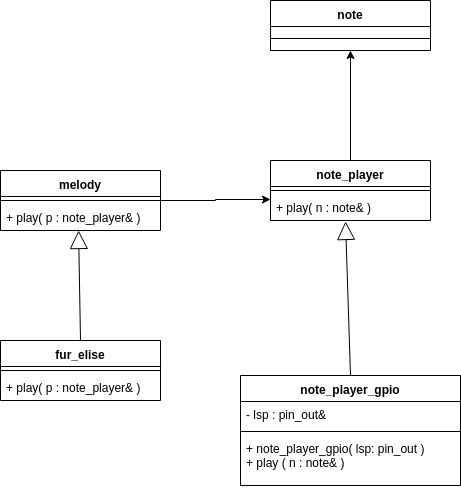 note
melody
+ play( p : note_player& )
note_player
+ play( n : note& )
fur_elise
+ play( p : note_player& )
note_player_gpio
- lsp : pin_out&
+ note_player_gpio( lsp: pin_out )
+ play ( n : note& )